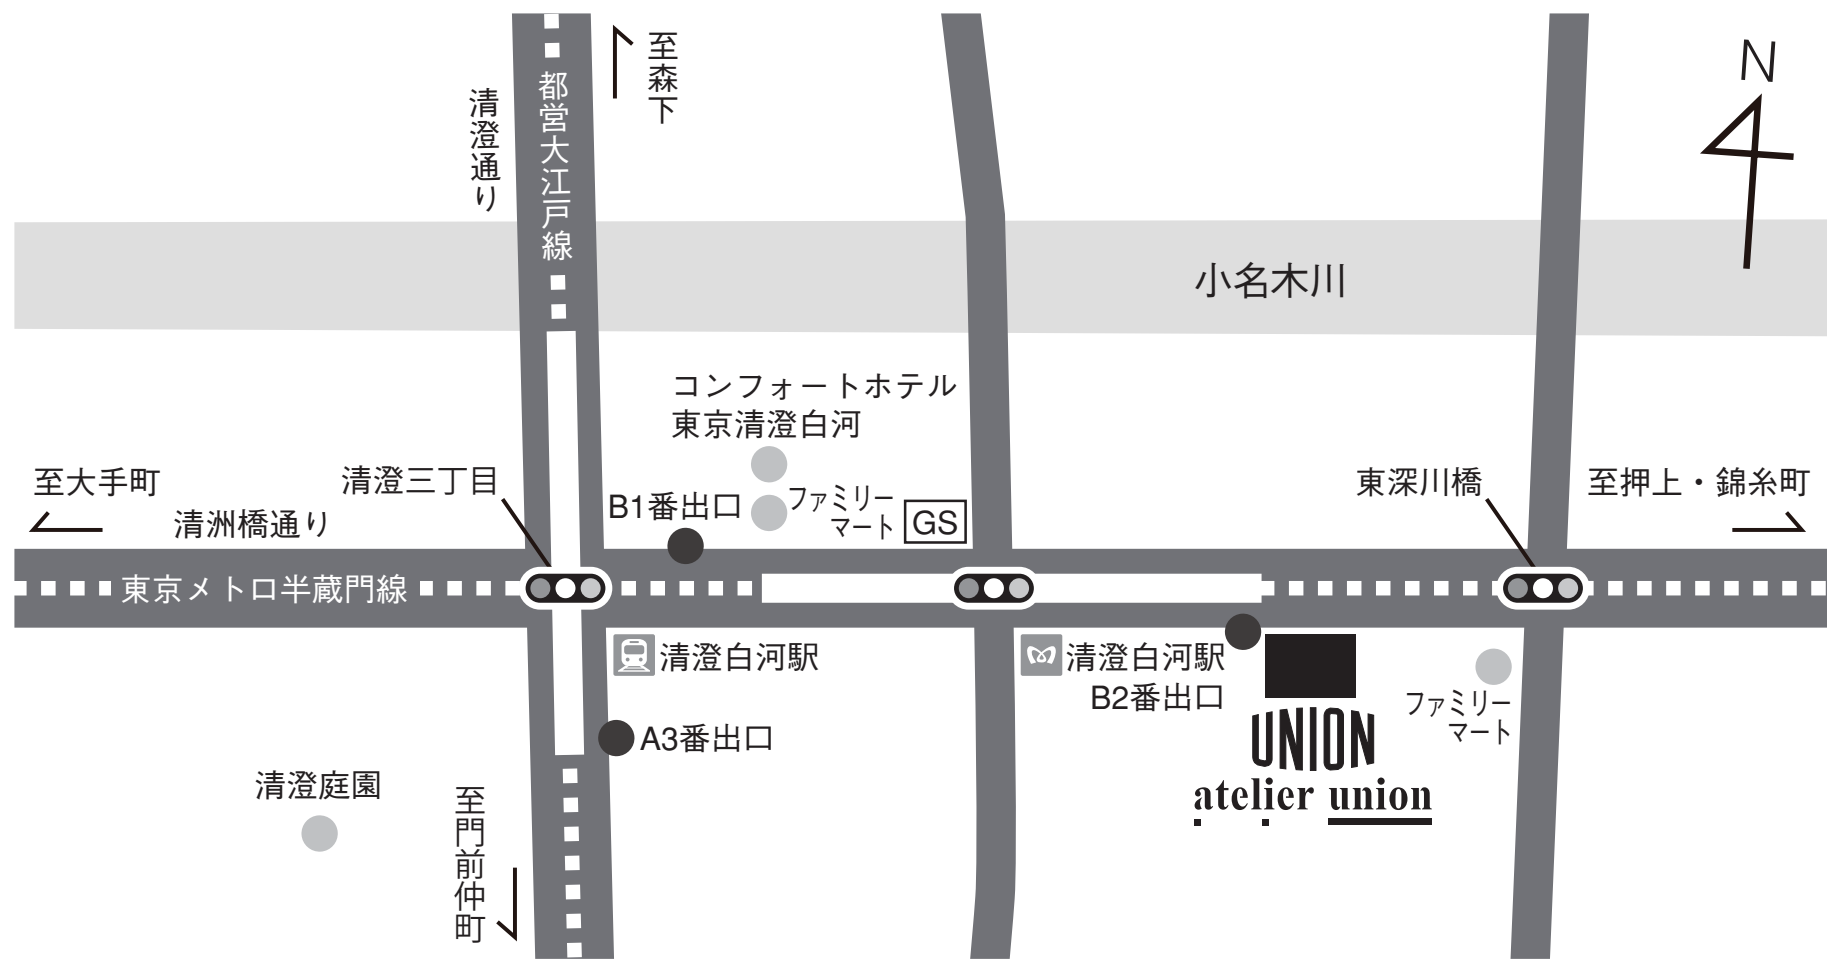 至森下
N
清澄通り
都営大江戸線
小名木川
コンフォートホテル
東京清澄白河
至大手町
清洲橋通り
清澄三丁目
B1番出口
ファミリー
マート
GS
東深川橋
至押上・錦糸町
東京メトロ半蔵門線
清澄白河駅
A3番出口
清澄白河駅
B2番出口
UNION
atelier union
ファミリー
マート
清澄庭園
至門前仲町